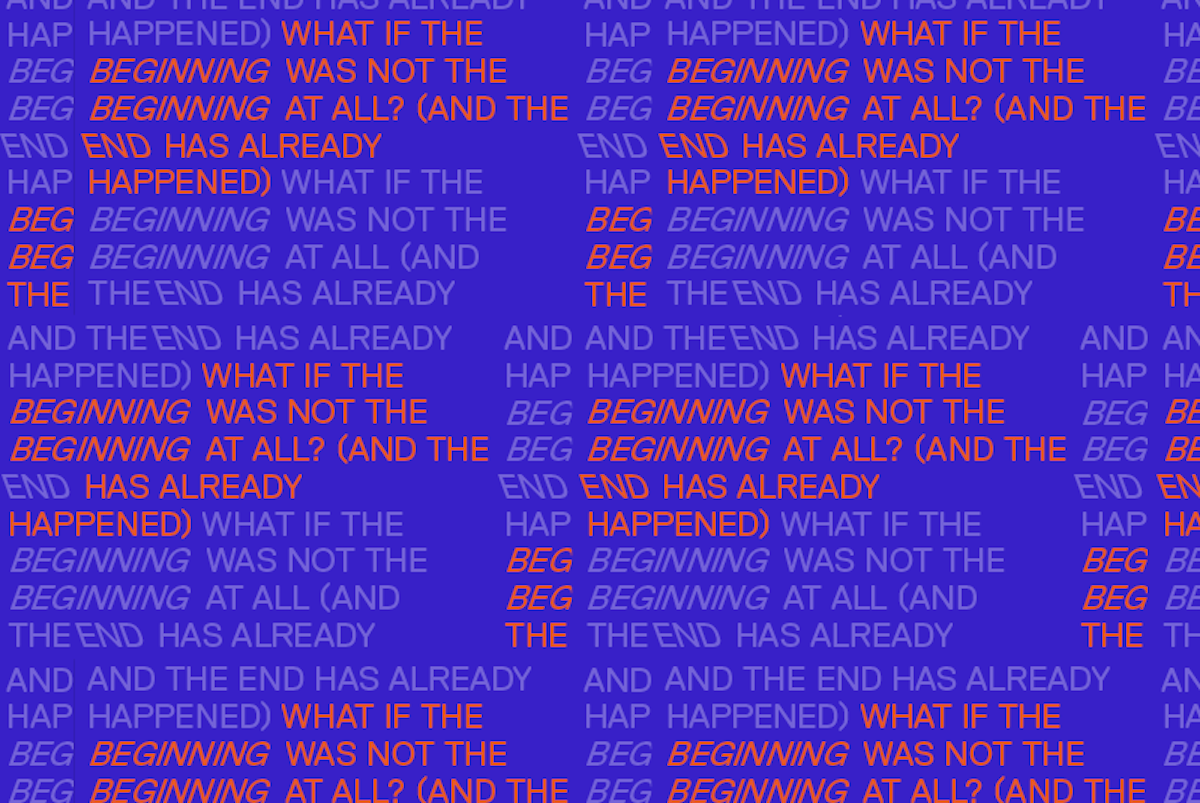 AND AND THE END HAS ALREADY AND AND THE END HAS ALREADY AN
HAP HAPPENED) WHAT IF THE HAP HAPPENED) WHAT IF THE HA
BEG BEGINNING WAS NOT THE BEG BEGINNING WAS NOT THE BE
BEG BEGINNING AT ALL? (AND THE BEG BEGINNING AT ALL? (AND THE BE
END END HAS ALREADY END END HAS ALREADY EN
HAP HAPPENED) WHAT IF THE HAP HAPPENED) WHAT IF THE HA
BEG BEGINNING WAS NOT THE BEG BEGINNING WAS NOT THE BE
BEG BEGINNING AT ALL (AND BEG BEGINNING AT ALL (AND BE
THE THE END HAS ALREADY THE THE END HAS ALREADY TH
AND THE END HAS ALREADY AND AND THE END HAS ALREADY AND AN
HAPPENED) WHAT IF THE HAP HAPPENED) WHAT IF THE HAP HA
BEGINNING WAS NOT THE BEG BEGINNING WAS NOT THE BEG BE
BEGINNING AT ALL? (AND THE BEG BEGINNING AT ALL? (AND THE BEG BE
END HAS ALREADY END END HAS ALREADY END EN
HAPPENED) WHAT IF THE HAP HAPPENED) WHAT IF THE HAP HA
BEGINNING WAS NOT THE BEG BEGINNING WAS NOT THE BEG BE
BEGINNING AT ALL (AND BEG BEGINNING AT ALL (AND BEG BE
THE END HAS ALREADY THE THE END HAS ALREADY THE TH
AND AND THE END HAS ALREADY AND AND THE END HAS ALREADY AN
HAP HAPPENED) WHAT IF THE HAP HAPPENED) WHAT IF THE HA
BEG BEGINNING WAS NOT THE BEG BEGINNING WAS NOT THE BE
BEG BEGINNING AT ALL? (AND THE BEG BEGINNING AT ALL? (AND THE BE